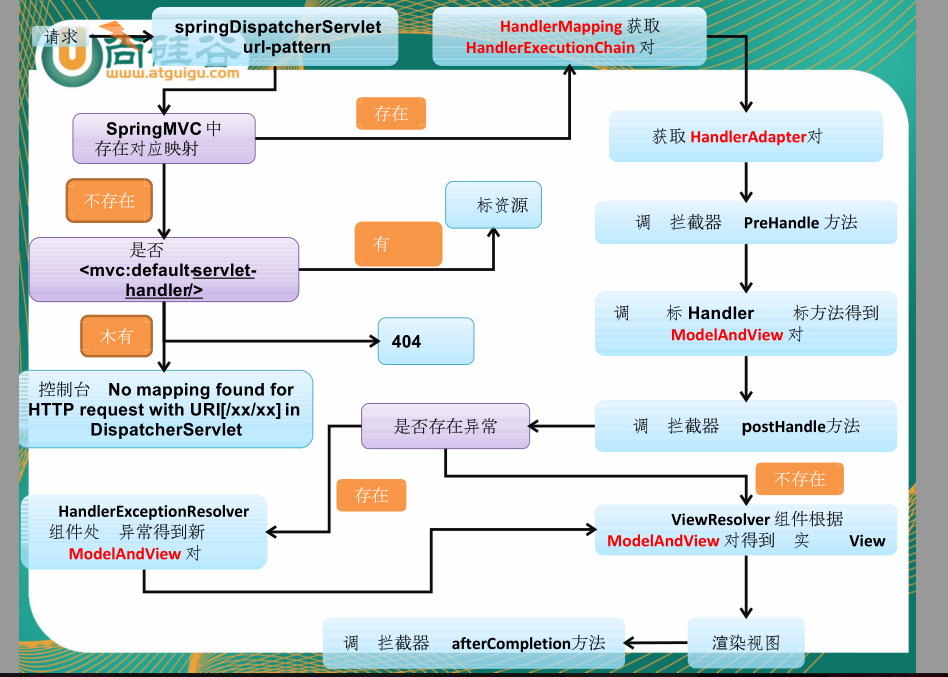 请求
springDispatcherServlet
url-pattern
HandlerMapping 获取
HandlerExecutionChain 对
尚硅谷
www.atguigu.com
存在
SpringMVC 中
存在对应映射
获取 HandlerAdapter对
不存在
标资源
调 拦截器 PreHandle 方法
有
是否
<mvc:default-servlet-
handler/>
调 标 Handler 标方法得到
ModelAndView 对
木有
404
控制台 No mapping found for
HTTP request with URI[/xx/xx] in
DispatcherServlet
是否存在异常
调 拦截器 postHandle方法
不存在
存在
HandlerExceptionResolver
组件处 异常得到新
ModelAndView 对
ViewResolver 组件根据
ModelAndView 对得到 实 View
调 拦截器 afterCompletion方法
渲染视图